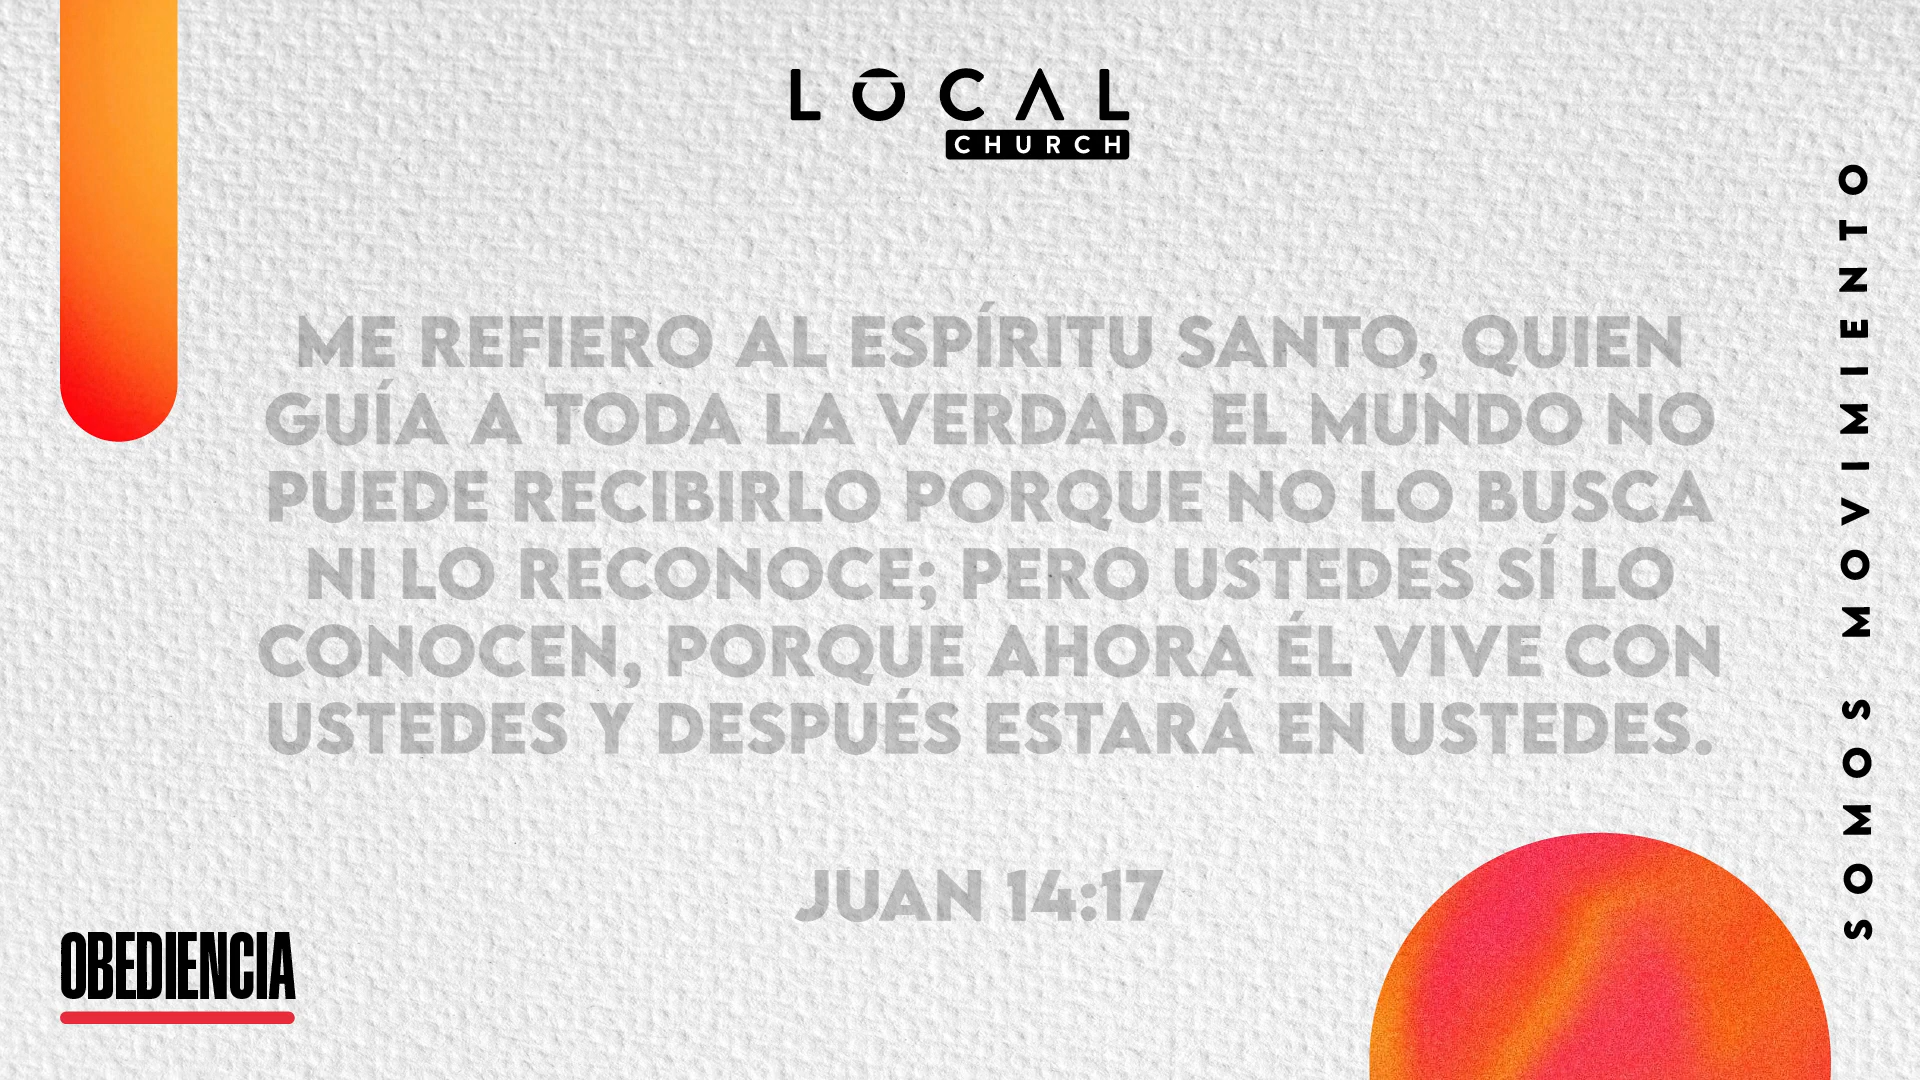 LOCAL
CHURCH
ME REFIERO AL ESPÍRITU SANTO, QUIEN
GUÍA A TODA LA VERDAD. EL MUNDO NO
PUEDE RECIBIRLO PORQUE NO LO BUSCA
NI LO RECONOCE; PERO USTEDES SÍ LO
CONOCEN, PORQUE AHORA ÉL VIVE CON
USTEDES Y DESPUÉS ESTARÁ EN USTEDES.
JUAN 14:17
OBEDIENCIA
SOMOS MOVIMIENTO